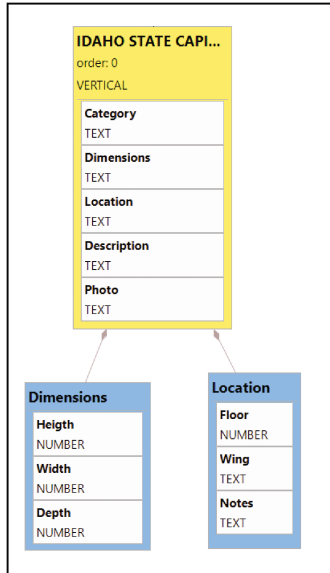 IDAHO STATE CAPI...
order: 0
VERTICAL
Category
TEXT
Dimensions
TEXT
Location
TEXT
Description
TEXT
Photo
TEXT
Dimensions
Heigth
NUMBER
Width
NUMBER
Depth
NUMBER
Location
Floor
NUMBER
Wing
TEXT
Notes
TEXT